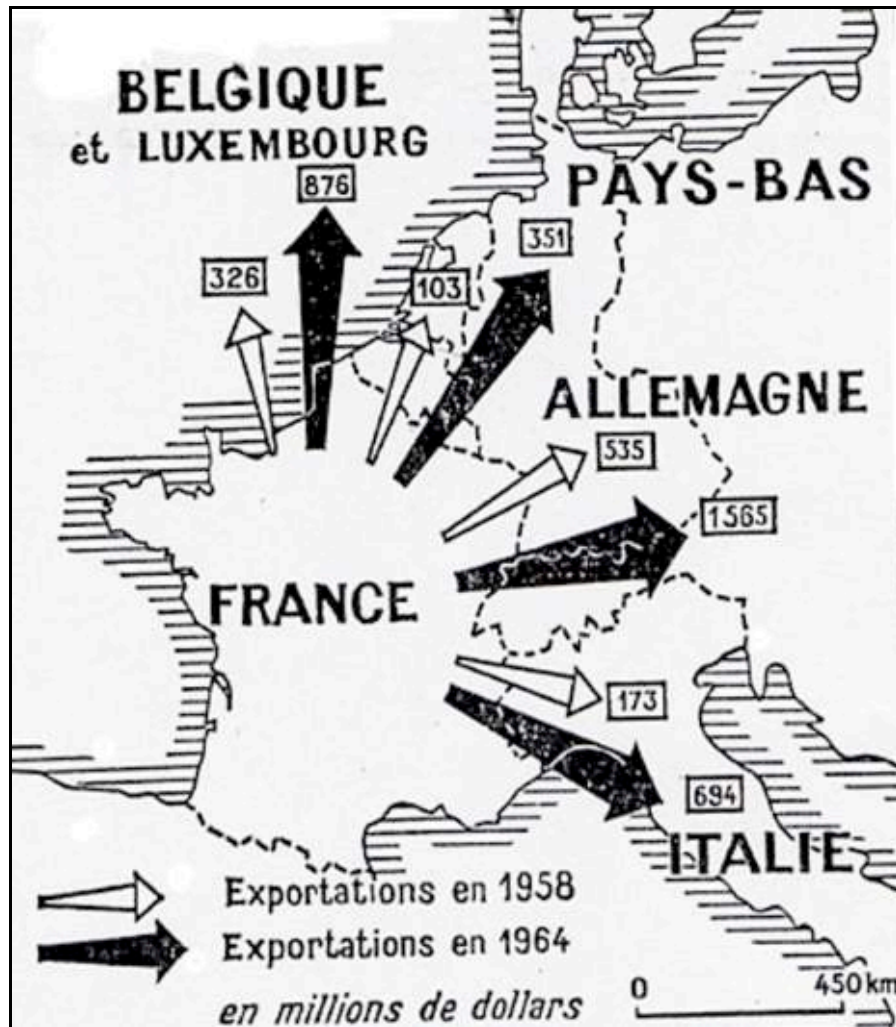 BELGIQUE
et LUXEMBOURG
876
PAYS-BAS
351
326
103
ALLEMAGNE
535
1565
FRANCE
173
694
ITALIE
Exportations en 1958
Exportations en 1964
en millions de dollars
0 450 km